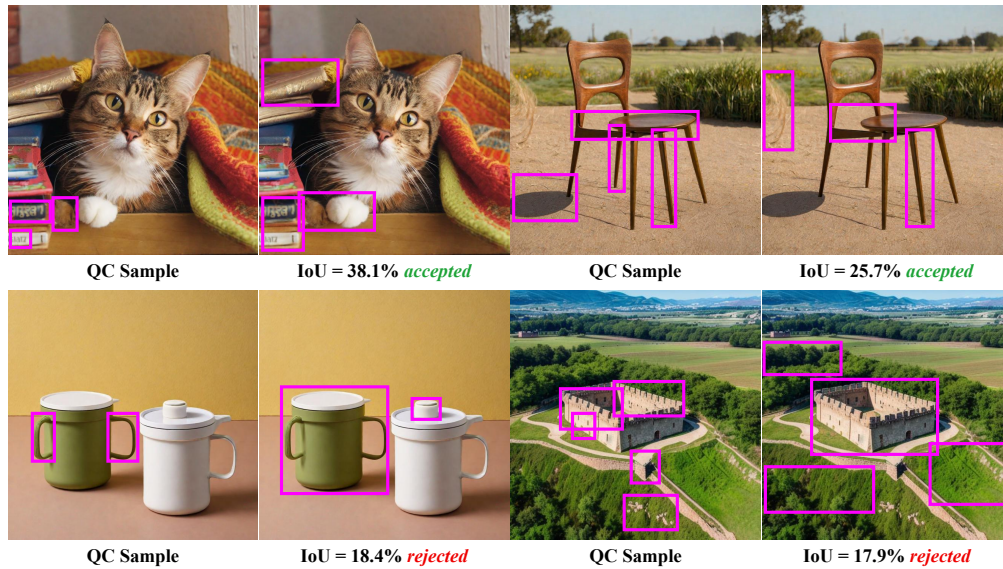 QC Sample
IoU = 38.1% accepted
QC Sample
IoU = 25.7% accepted
QC Sample
IoU = 18.4% rejected
QC Sample
IoU = 17.9% rejected